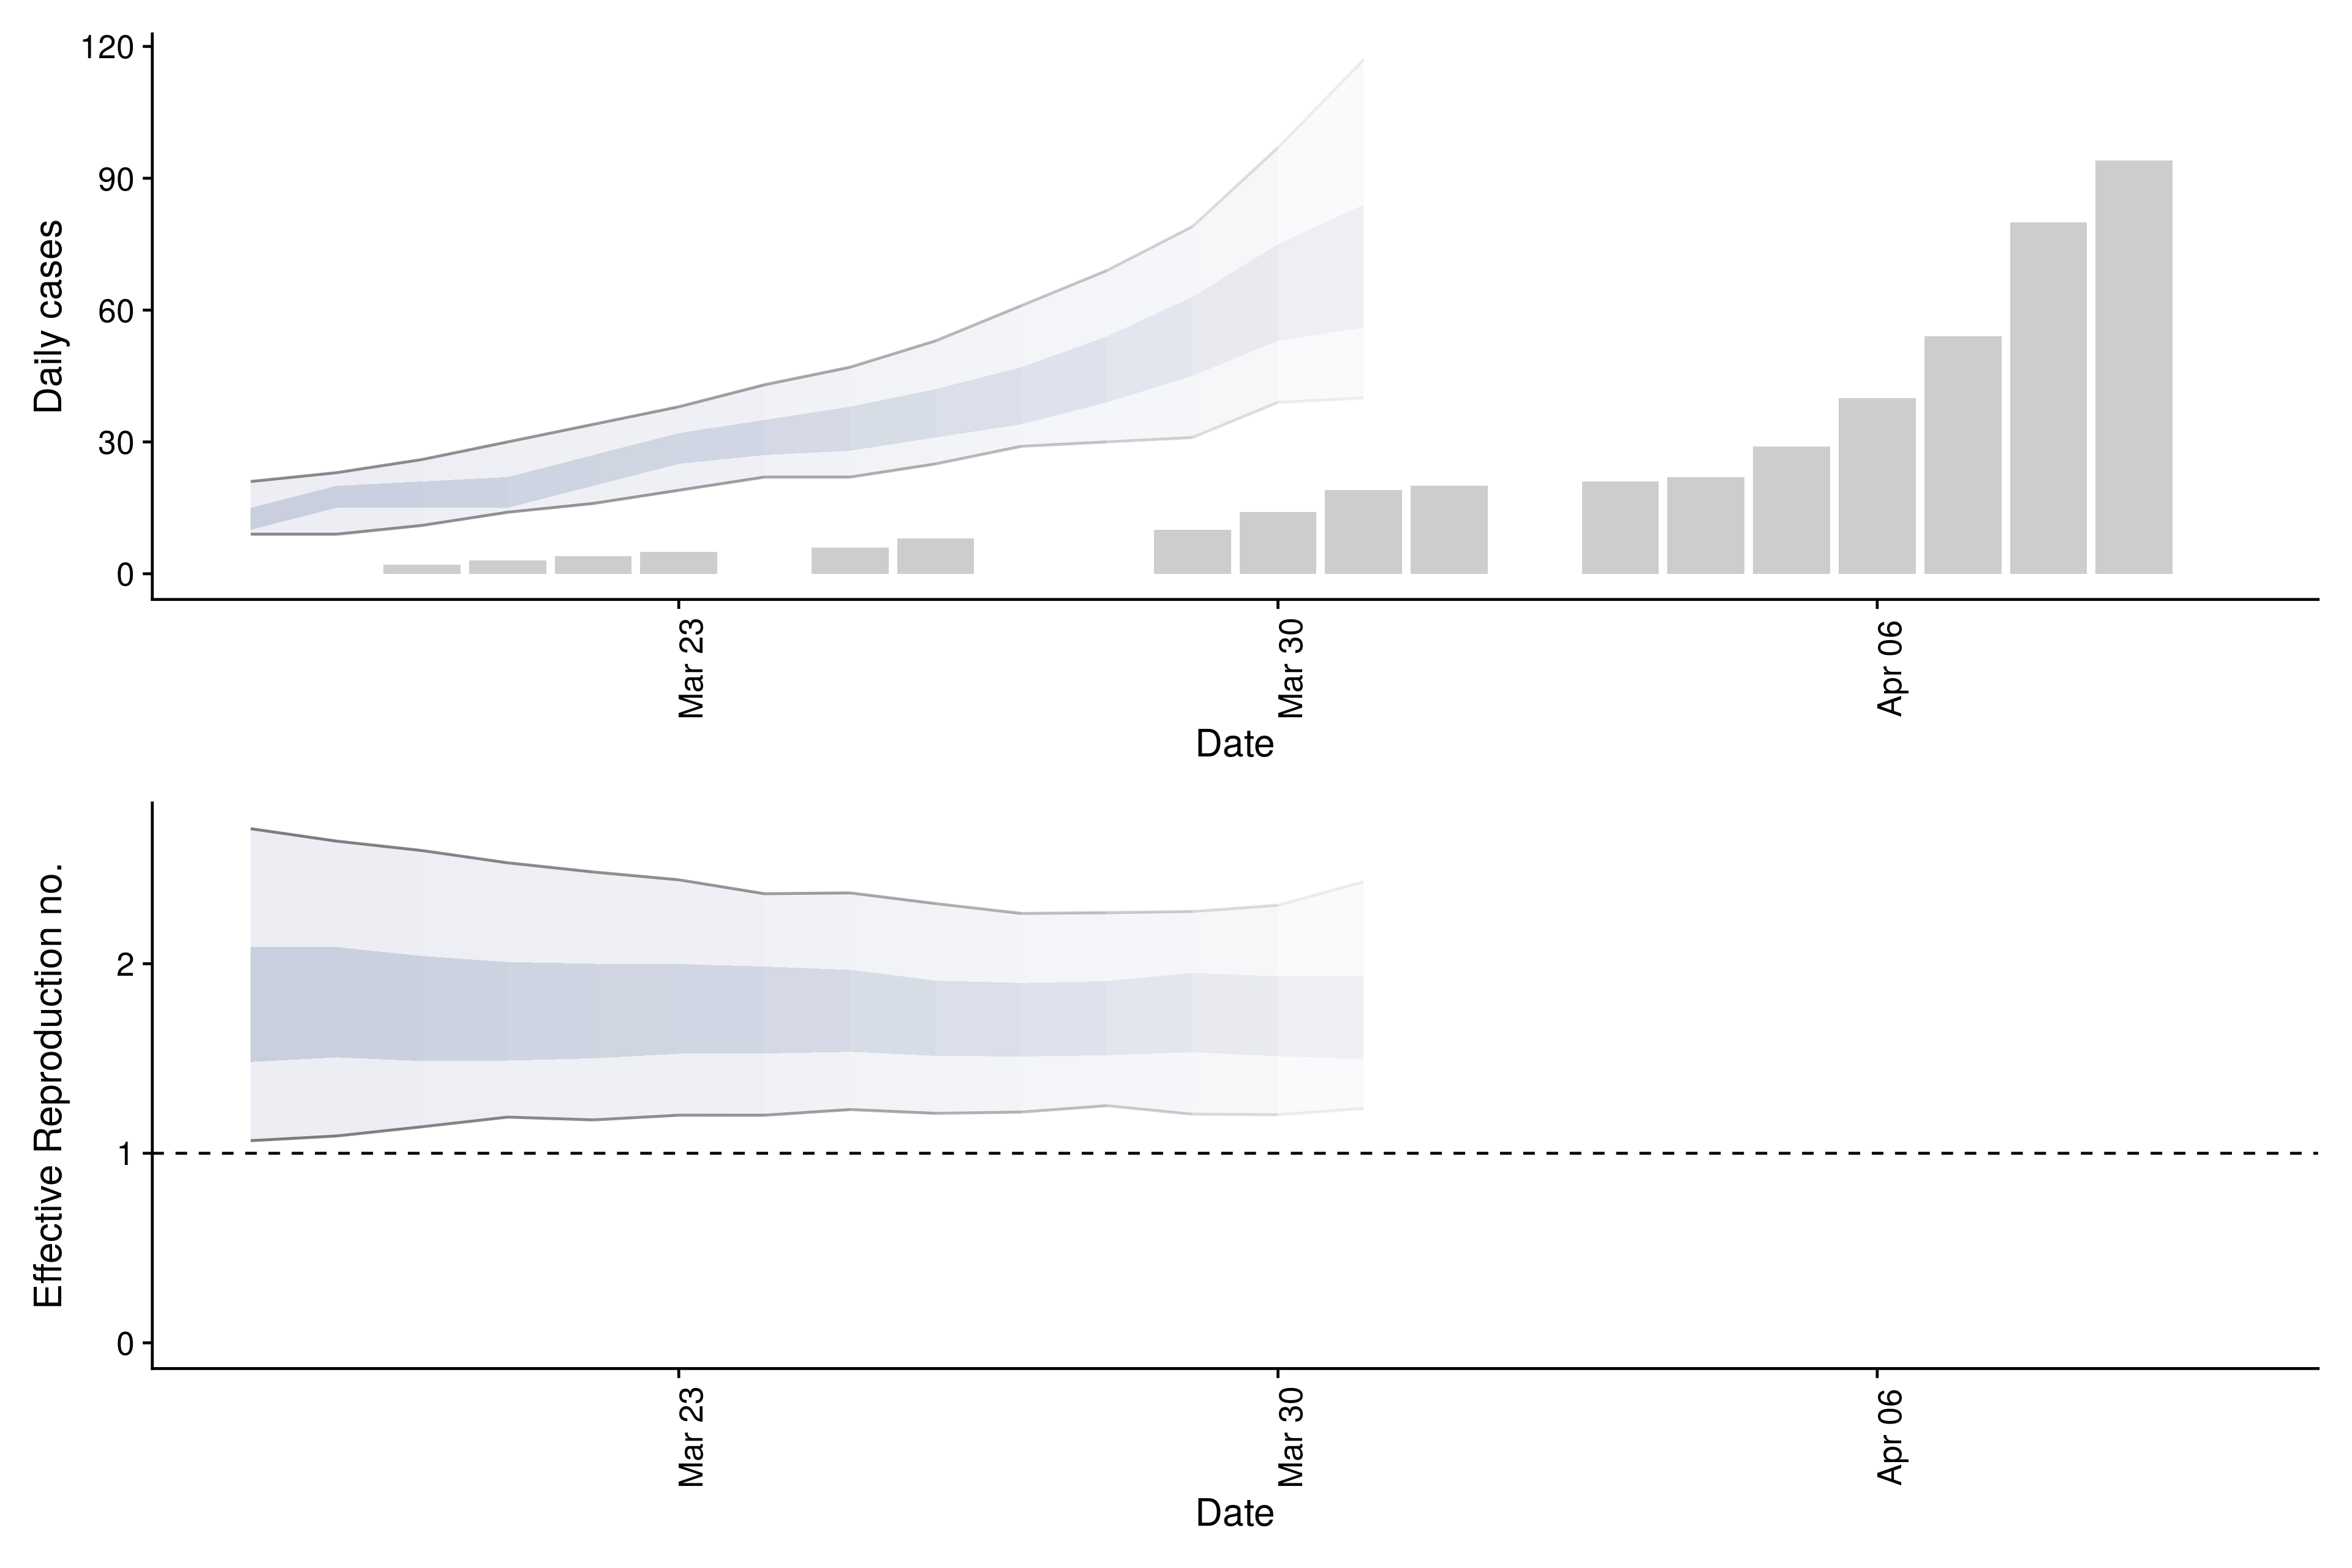 120
90
60
30
0
Daily cases
Mar 23
Mar 30
Apr 06
Date
2
1
0
Effective Reproduction no.
Mar 23
Mar 30
Apr 06
Date